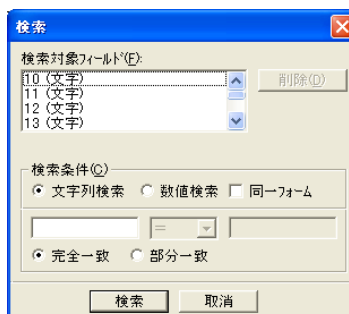 検索
検索対象フィールド(F):
10 (文字)
11 (文字)
12 (文字)
13 (文字)
削除(D)
検索条件(C)
文字列検索 数値検索 同一フォーム
=
完全一致 部分一致
検索 取消